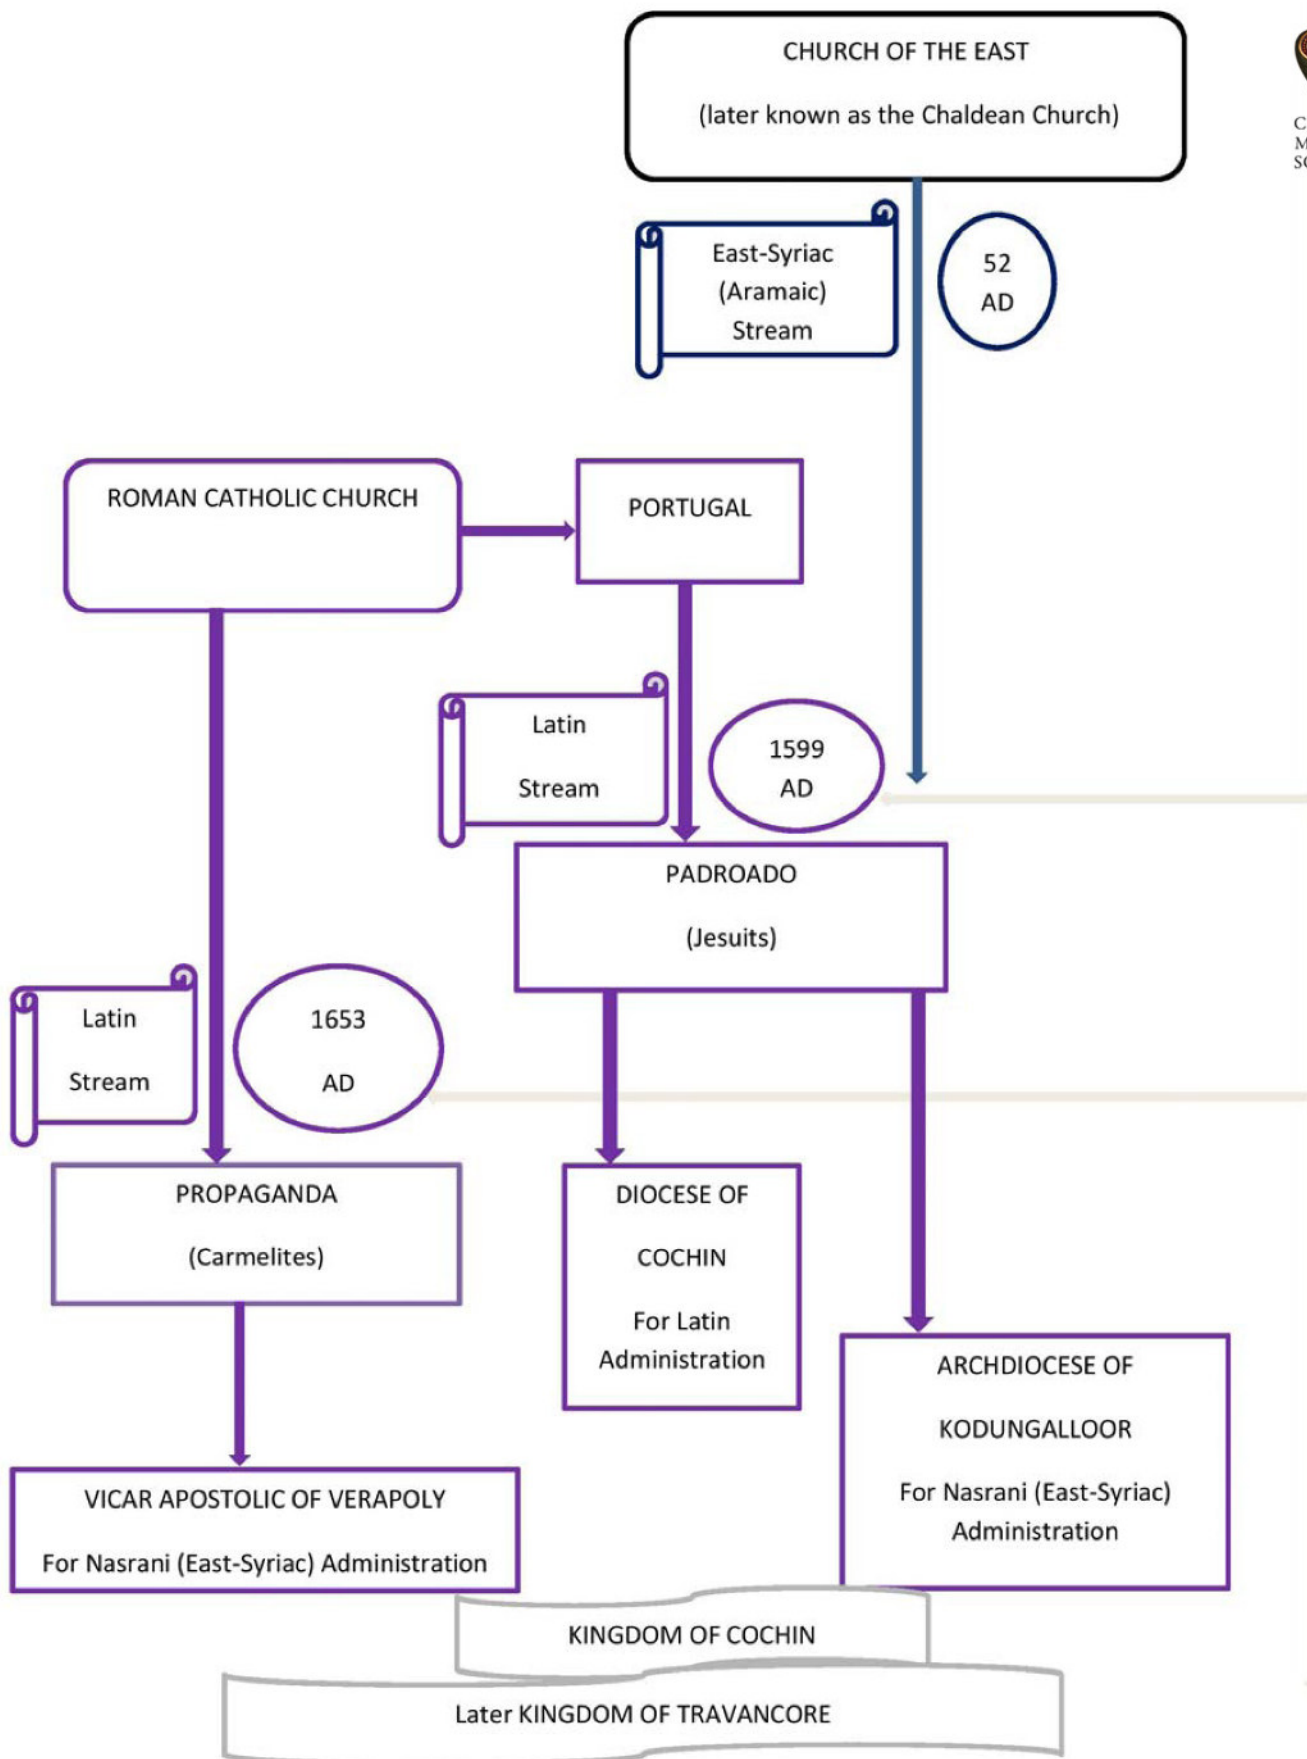 CHURCH OF THE EAST
(later known as the Chaldean Church)
East-Syriac
(Aramaic)
Stream
52
AD
ROMAN CATHOLIC CHURCH
PORTUGAL
Latin
Stream
1599
AD
PADROADO
(Jesuits)
Latin
Stream
1653
AD
PROPAGANDA
(Carmelites)
DIOCESE OF
COCHIN
For Latin
Administration
ARCHDIOCESE OF
KODUNGALLOOR
For Nasrani (East-Syriac)
Administration
VICAR APOSTOLIC OF VERAPOLY
For Nasrani (East-Syriac) Administration
KINGDOM OF COCHIN
Later KINGDOM OF TRAVANCORE